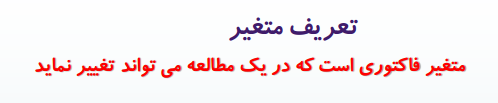 تعریف متغیر
متغیر فاکتوری است که در یک مطالعه می تواند تغییر نماید